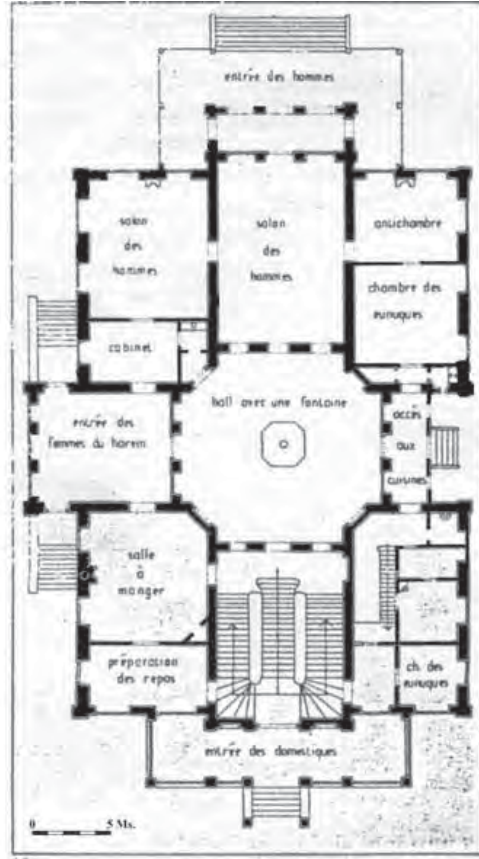 entrée des hommes
salon
des
hommes
salon
des
hommes
antichambre
chambre des
eunuques
cabinet
hall avec une fontaine
entrée des
femmes du harem
accès
aux
cuisines
salle
à
manger
préparation
des repas
ch. des
eunuques
entrée des domestiques
0 5 Ms.